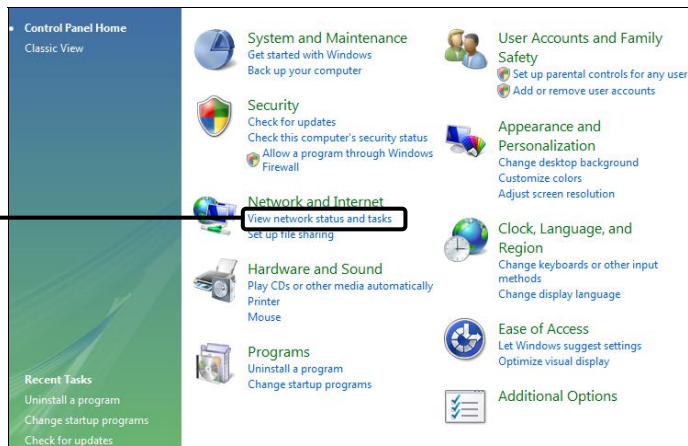 Control Panel Home
Classic View
System and Maintenance
Get started with Windows
Back up your computer
Security
Check for updates
Check this computer's security status
Allow a program through Windows
Firewall
Network and Internet
View network status and tasks
Set up file sharing
Hardware and Sound
Play CDs or other media automatically
Printer
Mouse
Programs
Uninstall a program
Change startup programs
User Accounts and Family
Safety
Set up parental controls for any user
Add or remove user accounts
Appearance and
Personalization
Change desktop background
Customize colors
Adjust screen resolution
Clock, Language, and
Region
Change keyboards or other input
methods
Change display language
Ease of Access
Let Windows suggest settings
Optimize visual display
Additional Options
Recent Tasks
Uninstall a program
Change startup programs
Check for updates